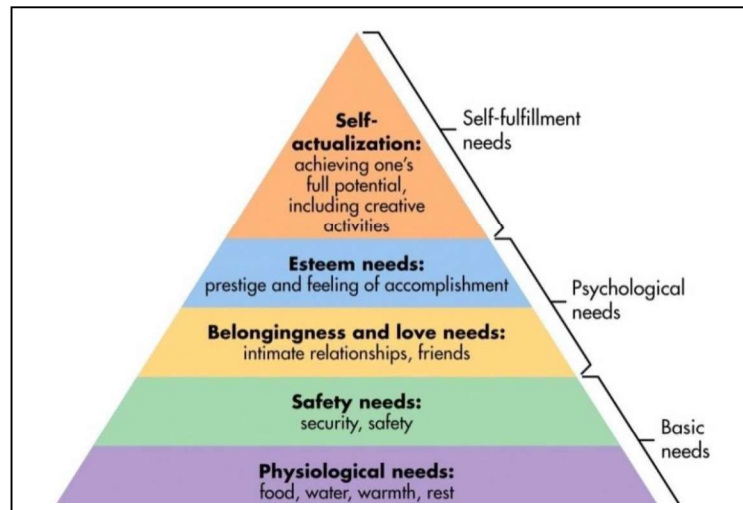 Self-
actualization:
achieving one's
full potential,
including creative
activities
Self-fulfillment
needs
Esteem needs:
prestige and feeling of accomplishment
Belongingness and love needs:
intimate relationships, friends
Psychological
needs
Safety needs:
security, safety
Physiological needs:
food, water, warmth, rest
Basic
needs